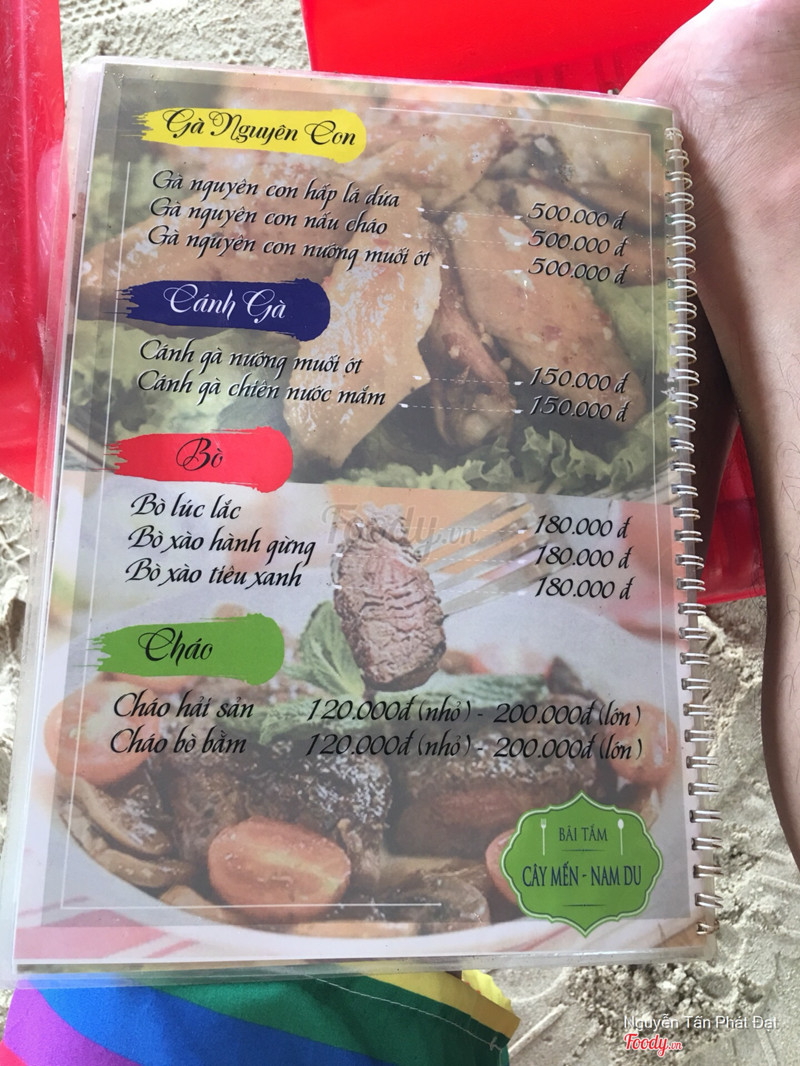 Gà Nguyên Con
Gà nguyên con hấp lá dứa 500.000 đ
Gà nguyên con nấu cháo 500.000 đ
Gà nguyên con nướng muối ớt 500.000 đ
Cánh Gà
Cánh gà nướng muối ớt 150.000 đ
Cánh gà chiên nước mắm 150.000 đ
Bò
Bò lúc lắc 180.000 đ
Bò xào hành gừng 180.000 đ
Bò xào tiêu xanh 180.000 đ
Cháo
Cháo hải sản 120.000đ (nhỏ) - 200.000đ (lớn)
Cháo bò bằm 120.000đ (nhỏ) - 200.000đ (lớn)
BÃI TẮM
CÂY MẾN - NAM DU
Foody.vn
Nguyễn Tấn Phát Đạt
Foody.vn